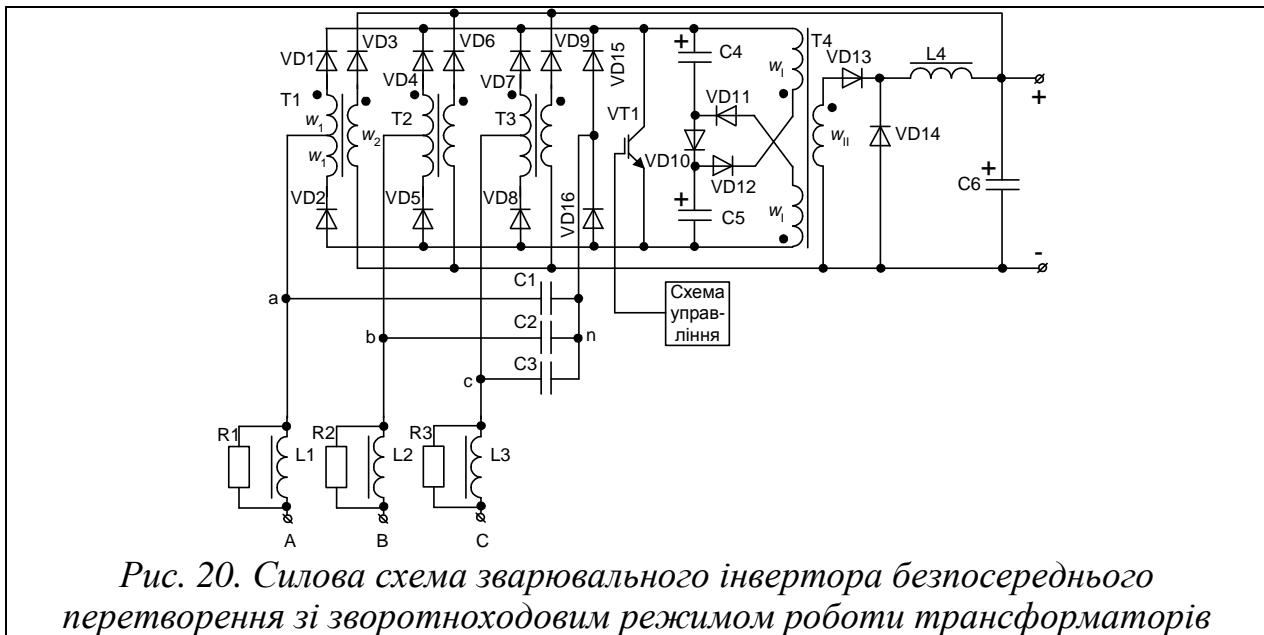 VD1 VD3 VD6 VD9 VD15 C4 T4 VD13 L4
VD4 VD7
T1 T2 T3 VT1 VD11 wI
w1 w2 VD10 wII VD14
w1 VD12
VD2 VD5 VD8 VD16 C5 wI C6
+ + + +
-
a C1
b C2 n
c C3
Схема
управ-
ління
R1 L1 R2 L2 R3 L3
A B C
Рис. 20. Силова схема зварювального інвертора безпосереднього
перетворення зі зворотноходовим режимом роботи трансформаторів